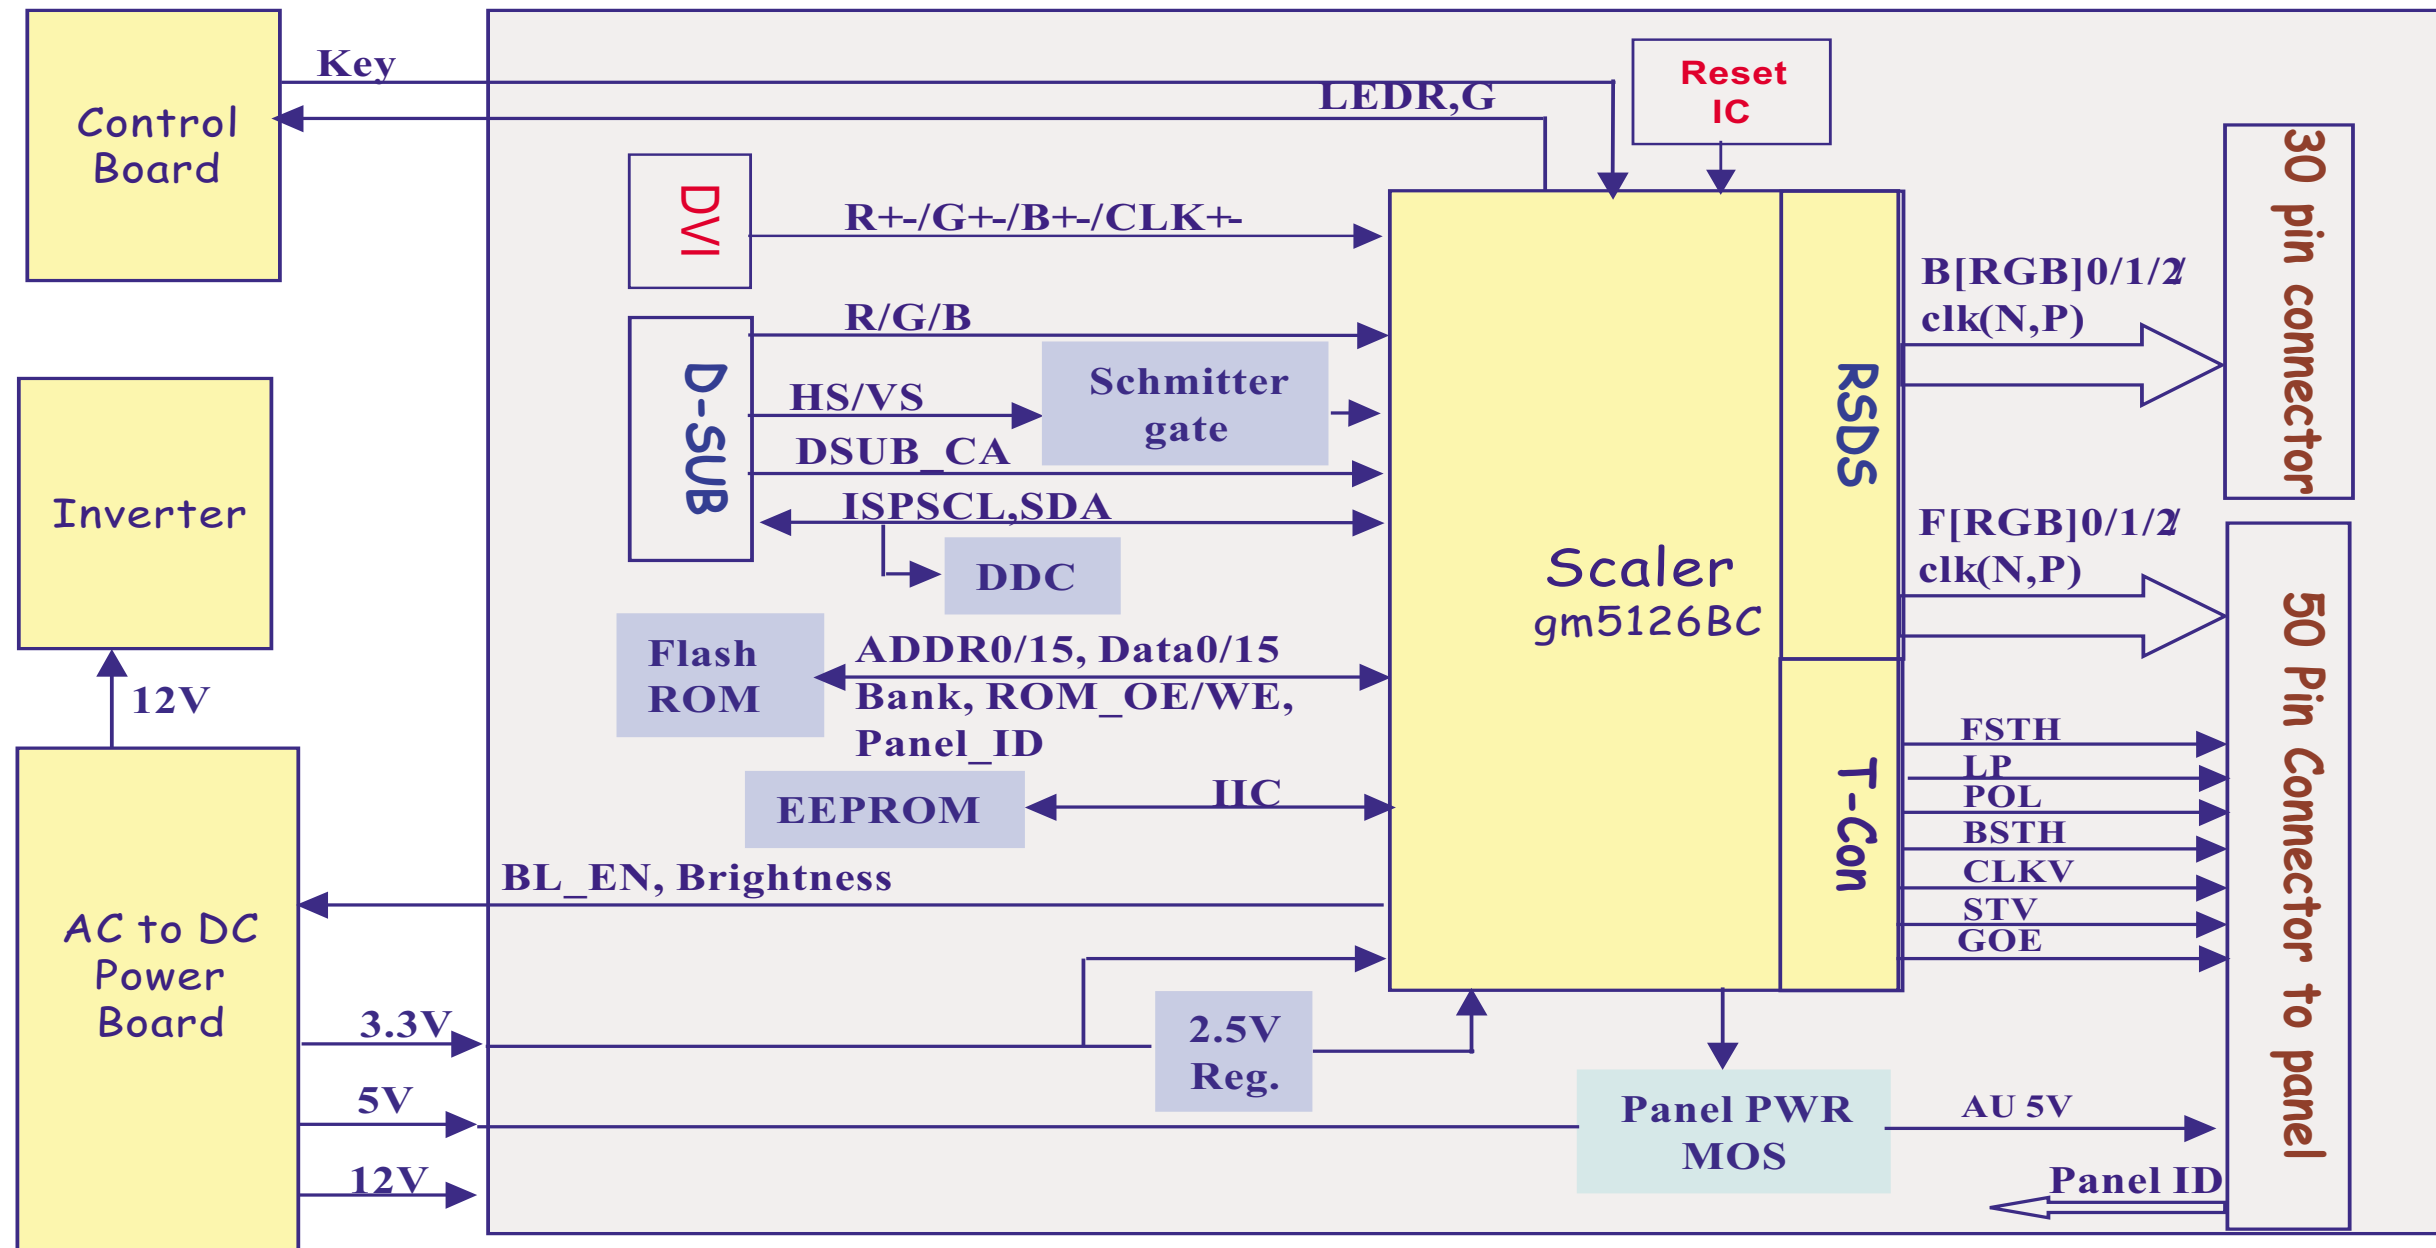 Key
LEDR,G
Reset
IC
Control
Board
DVI
R+-/G+-/B+-/CLK+-
30 pin connector
B[RGB]0/1/2/
clk(N,P)
D-SUB
R/G/B
HS/VS
Schmitter
gate
DSUB_CA
ISPSCL,SDA
DDC
RSDS
Inverter
12V
Scaler
gm5126BC
F[RGB]0/1/2/
clk(N,P)
50 Pin Connector to panel
Flash
ROM
ADDR0/15, Data0/15
Bank, ROM_OE/WE,
Panel_ID
EEPROM
IIC
T-Con
FSTH
LP
POL
BSTH
CLKV
STV
GOE
BL_EN, Brightness
AC to DC
Power
Board
3.3V
5V
12V
2.5V
Reg.
Panel PWR
MOS
AU 5V
Panel ID